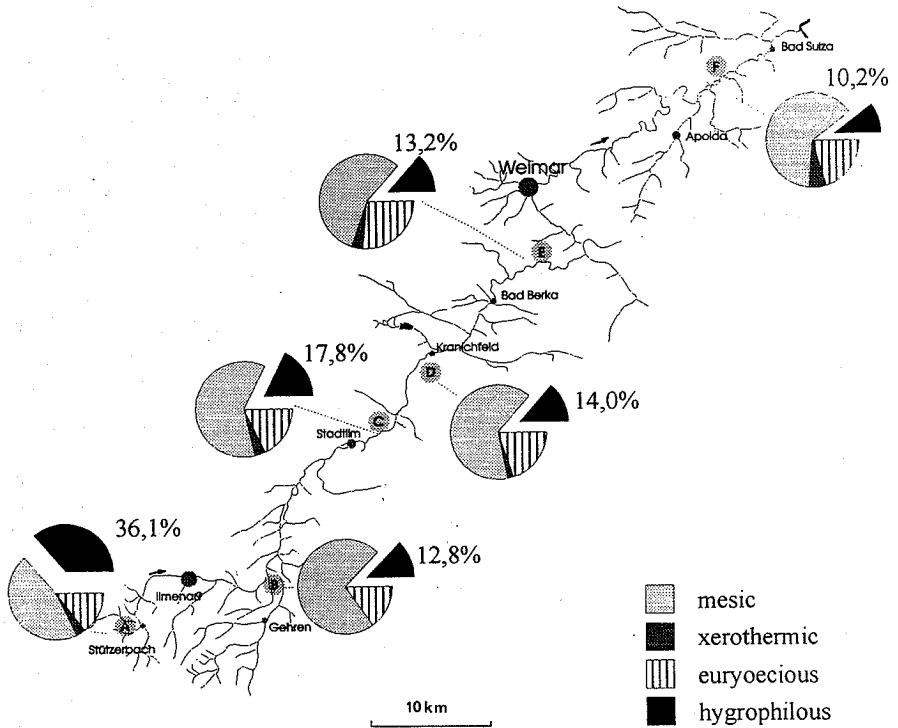 Bad Sulza
F
10,2%
Apolda
13,2%
Weimar
E
Bad Berka
Kranichfeld
17,8%
D
14,0%
C
Stadtilm
36,1%
12,8%
Ilmenau
B
A
Gehren
Stützerbach
mesic
xerothermic
euryoecious
hygrophilous
10 km